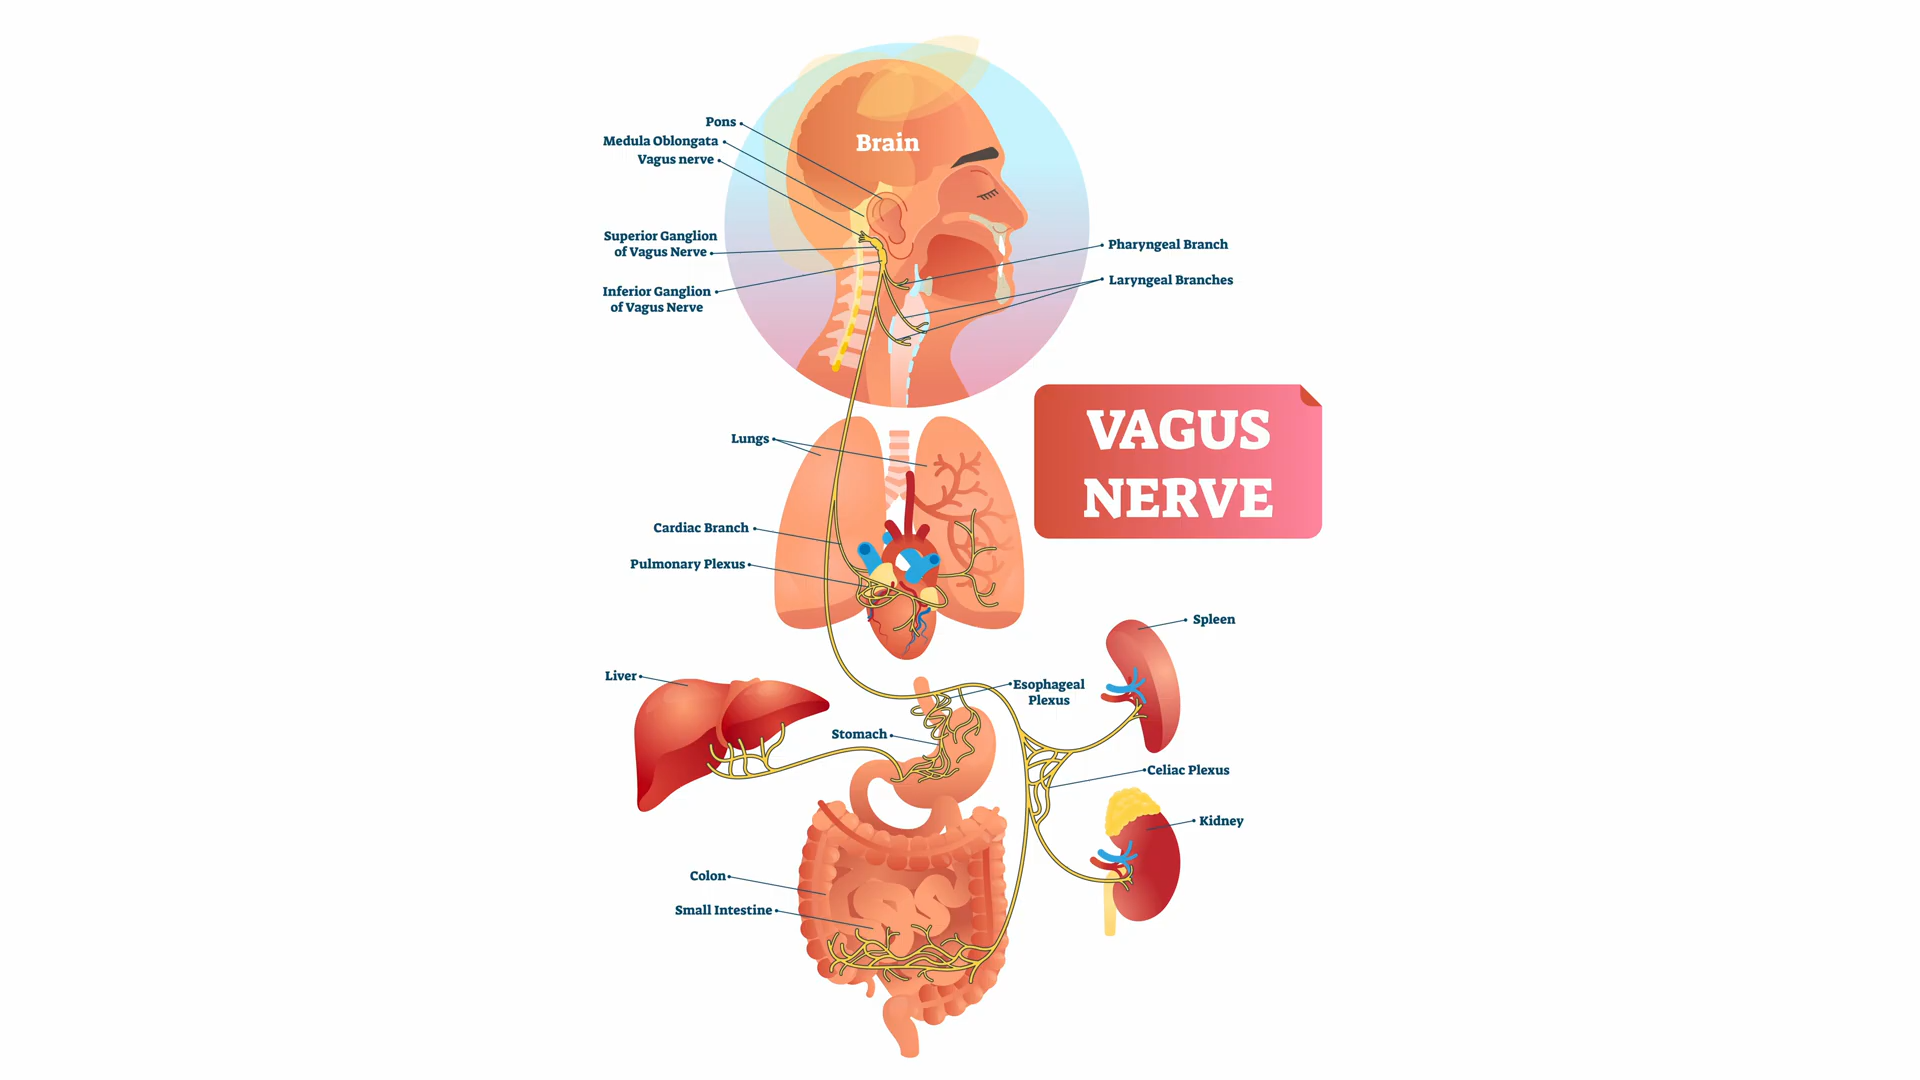 Brain
Pons
Medula Oblongata
Vagus nerve
Superior Ganglion
of Vagus Nerve
Inferior Ganglion
of Vagus Nerve
Pharyngeal Branch
Laryngeal Branches
VAGUS
NERVE
Lungs
Cardiac Branch
Pulmonary Plexus
Spleen
Liver
Esophageal
Plexus
Stomach
Celiac Plexus
Kidney
Colon
Small Intestine